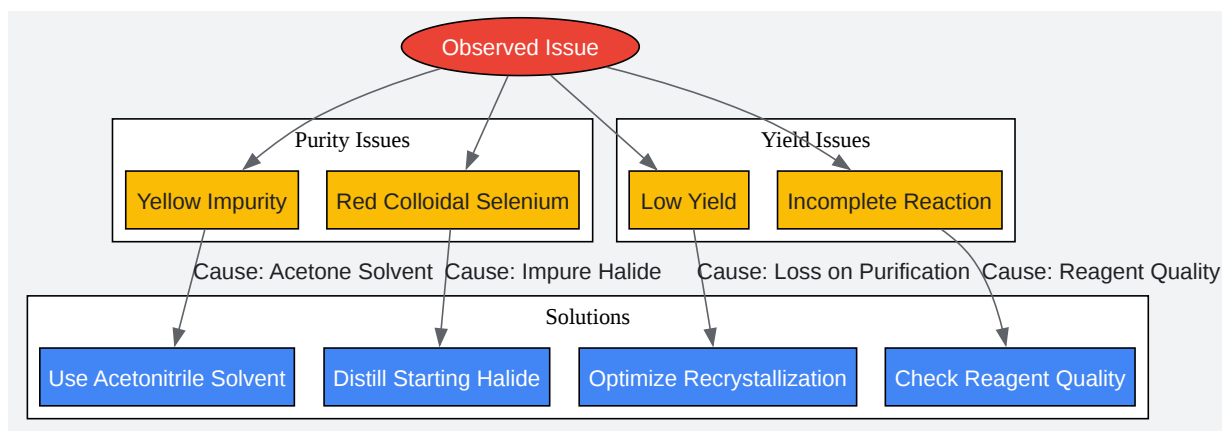 Observed Issue
Purity Issues
Yield Issues
Yellow Impurity
Red Colloidal Selenium
Low Yield
Incomplete Reaction
Cause: Acetone Solvent
Cause: Impure Halide
Cause: Loss on Purification
Cause: Reagent Quality
Solutions
Use Acetonitrile Solvent
Distill Starting Halide
Optimize Recrystallization
Check Reagent Quality